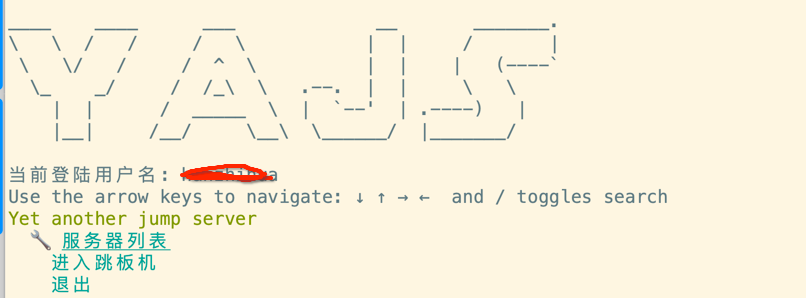 YAJS
当前登陆用户名:
Use the arrow keys to navigate: ↓ ↑ → ← and / toggles search
Yet another jump server
服务器列表
进入跳板机
退出